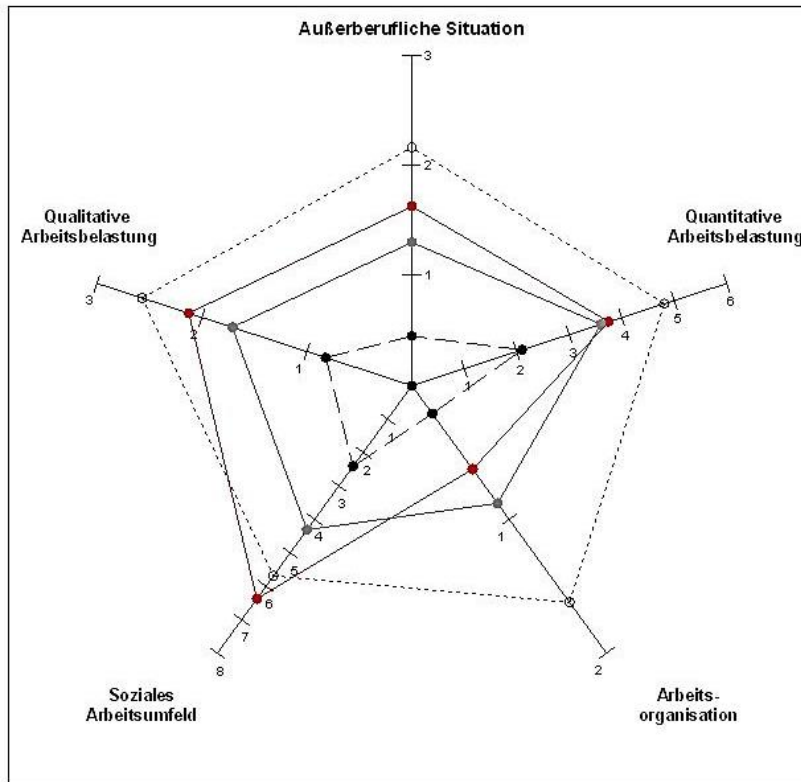 Außerberufliche Situation
3
2
1
Qualitative
Arbeitsbelastung
3
2
1
Quantitative
Arbeitsbelastung
1
2
3
4
5
6
1
2
3
4
5
6
7
8
1
2
Soziales
Arbeitsumfeld
Arbeits-
organisation